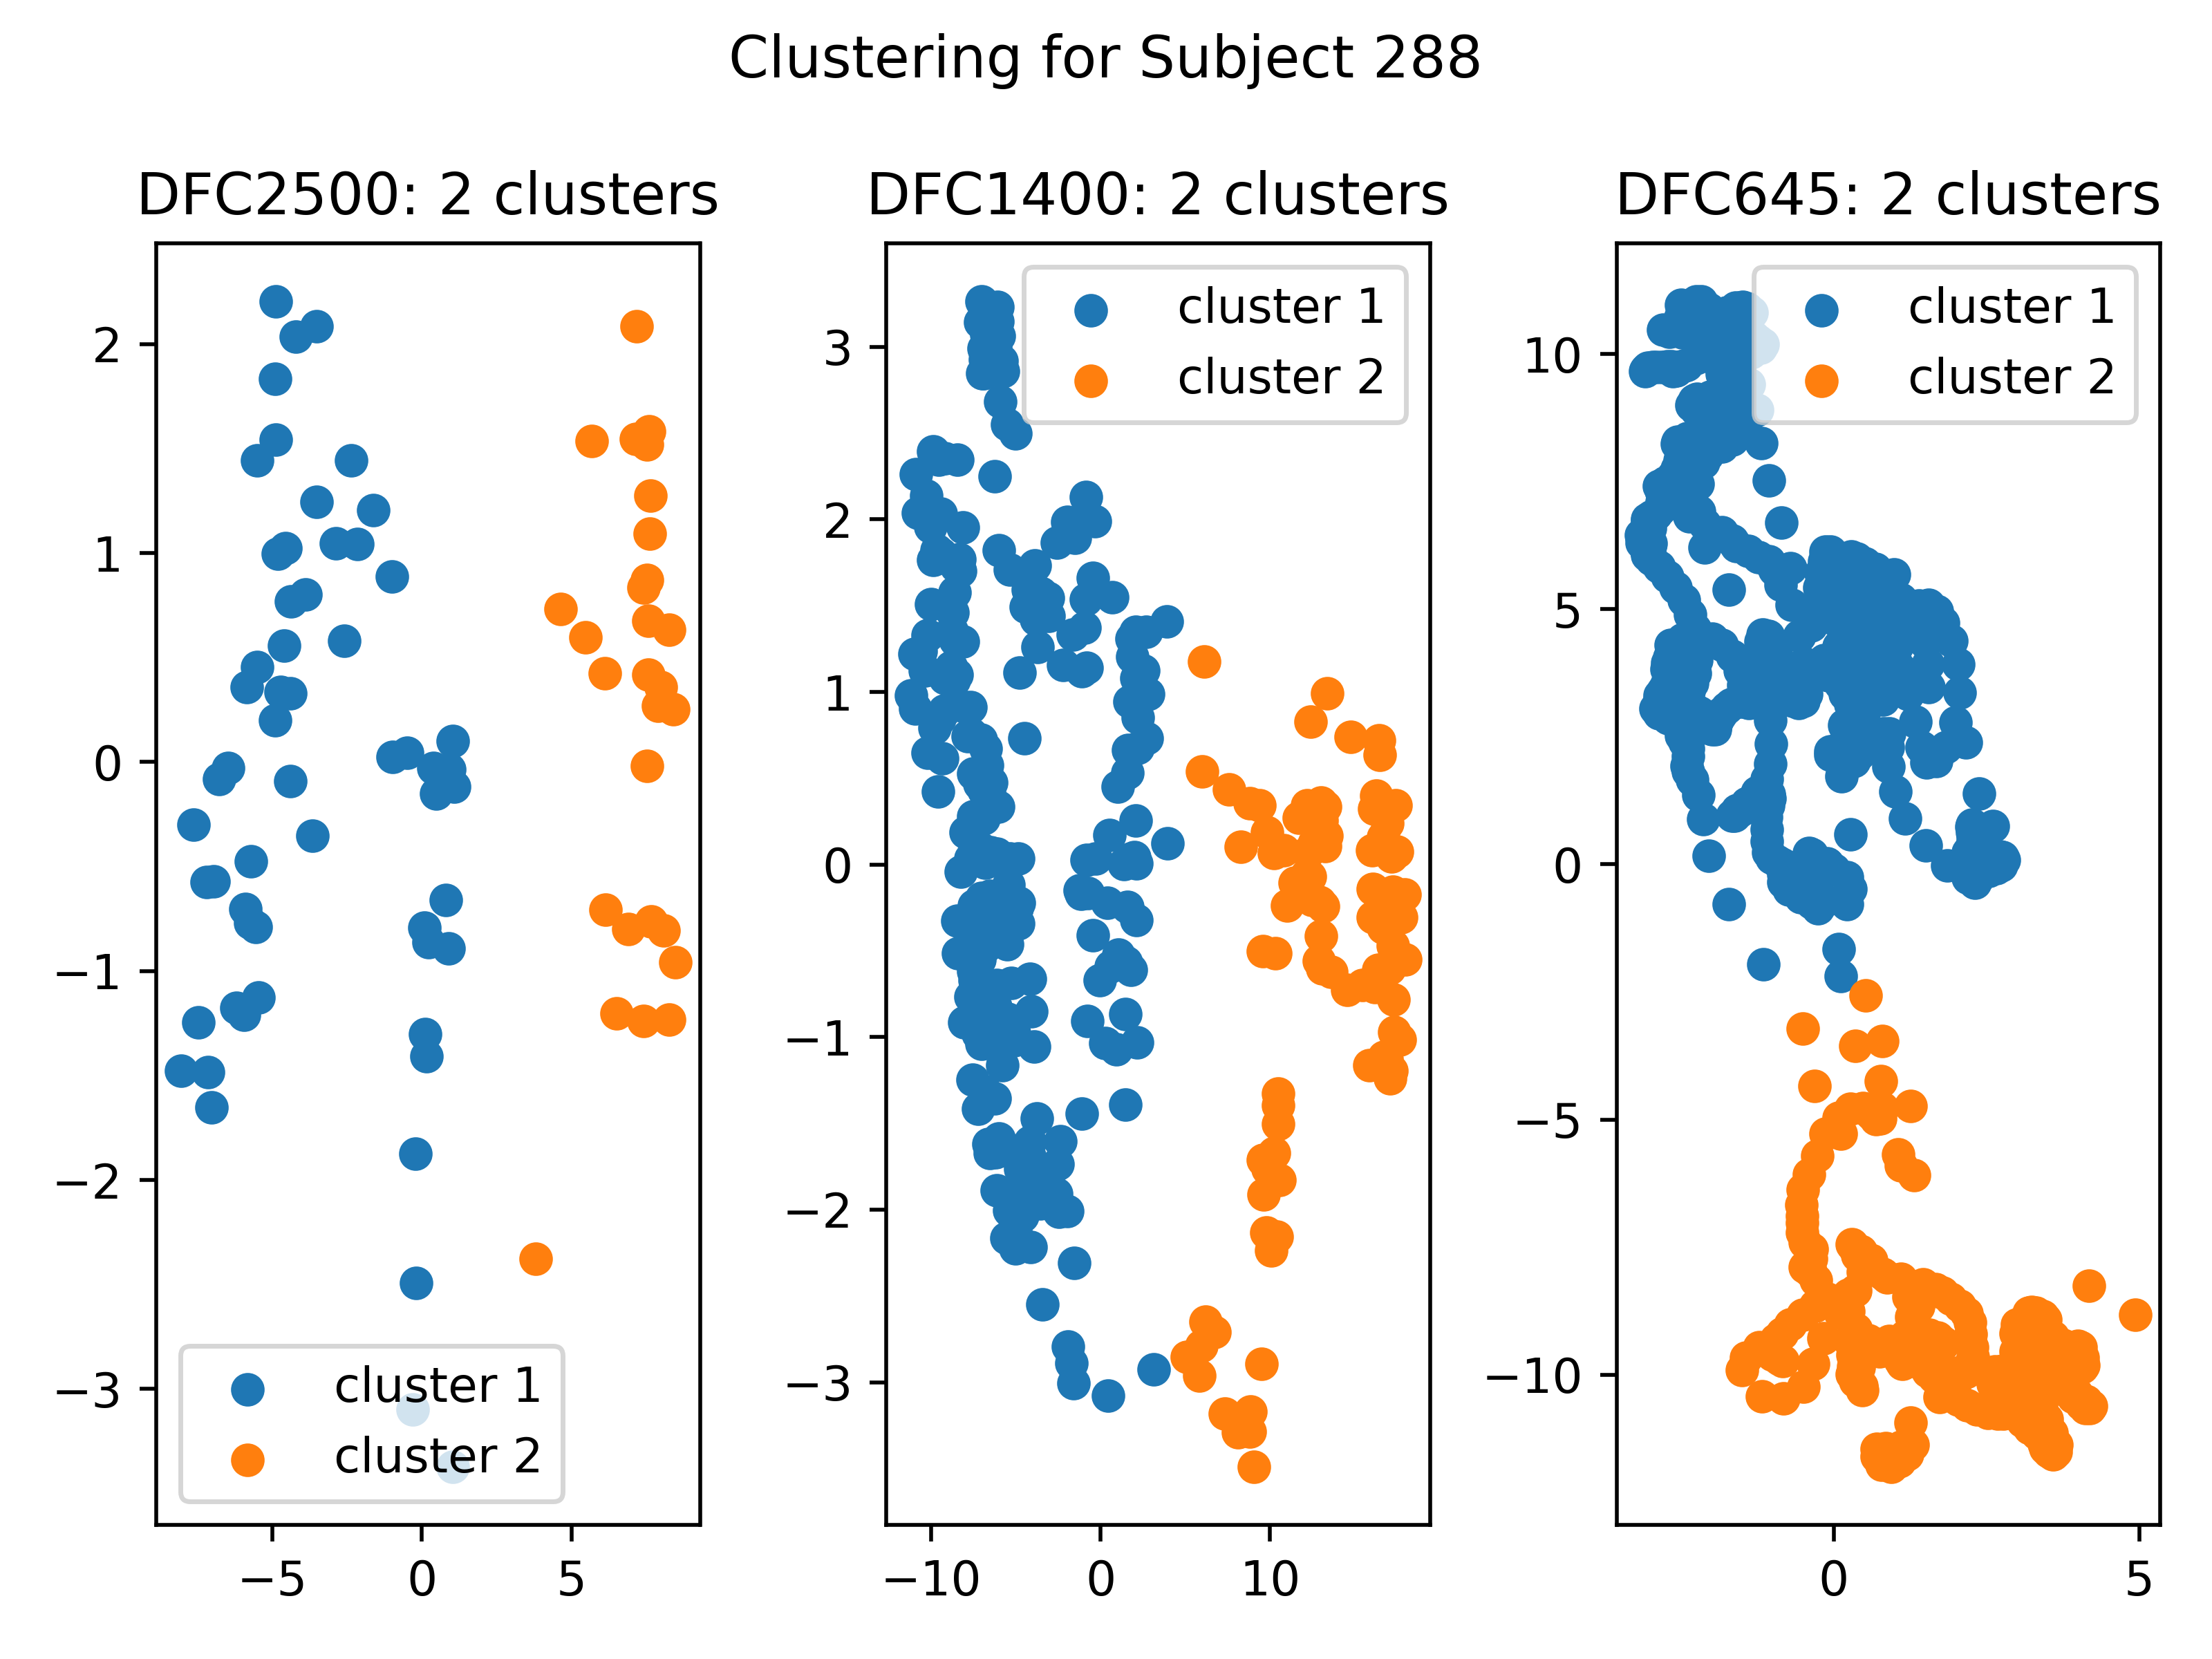 Clustering for Subject 288
DFC2500: 2 clusters
2
1
0
−1
−2
−3
−5 0 5
cluster 1
cluster 2
DFC1400: 2 clusters
3
2
1
0
−1
−2
−3
−10 0 10
cluster 1
cluster 2
DFC645: 2 clusters
10
5
0
−5
−10
0 5
cluster 1
cluster 2